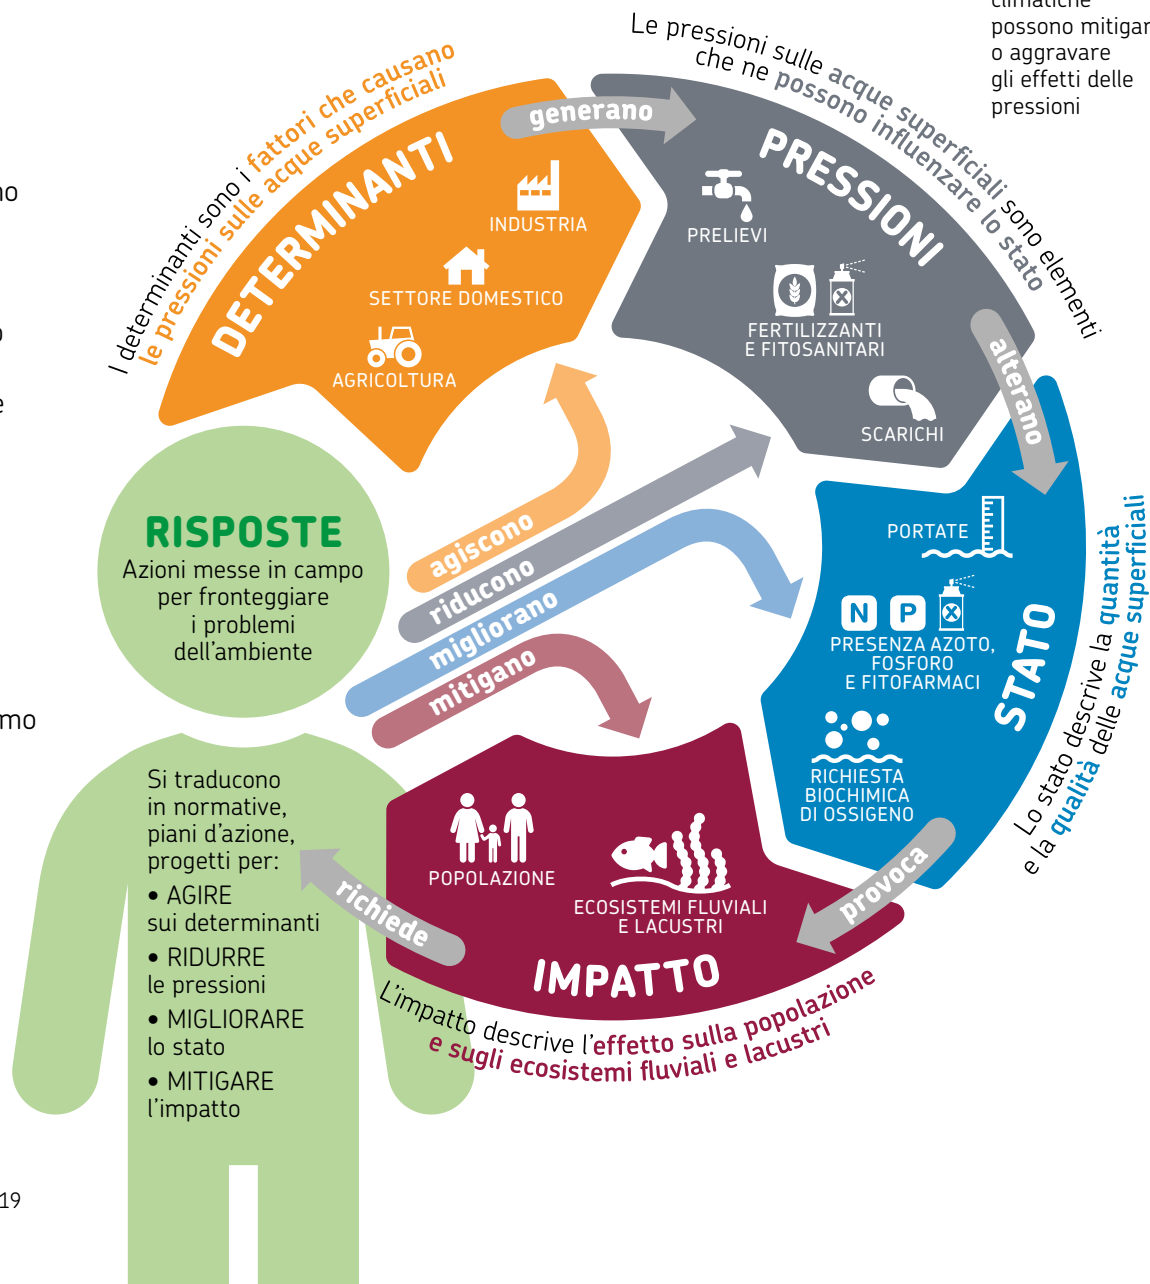 climatiche
possono mitigar
o aggravare
gli effetti delle
pressioni
no
o
e
mo
19
I determinanti sono i fattori che causano
le pressioni sulle acque superficiali
DETERMINANTI
INDUSTRIA
SETTORE DOMESTICO
AGRICOLTURA
generano
Le pressioni sulle acque superficiali sono elementi
che ne possono influenzare lo stato
PRESSIONI
PRELIEVI
FERTILIZZANTI
E FITOSANITARI
SCARICHI
alterano
STATO
PORTATE
N P
PRESENZA AZOTO,
FOSFORO
E FITOFARMACI
RICHIESTA
BIOCHIMICA
DI OSSIGENO
Lo stato descrive la quantità
e la qualità delle acque superficiali
provoca
POPOLAZIONE
ECOSISTEMI FLUVIALI
E LACUSTRI
IMPATTO
L'impatto descrive l'effetto sulla popolazione
e sugli ecosistemi fluviali e lacustri
richiede
RISPOSTE
Azioni messe in campo
per fronteggiare
i problemi
dell'ambiente
agiscono
riducono
migliorano
mitigano
Si traducono
in normative,
piani d'azione,
progetti per:
• AGIRE
sui determinanti
• RIDURRE
le pressioni
• MIGLIORARE
lo stato
• MITIGARE
l'impatto